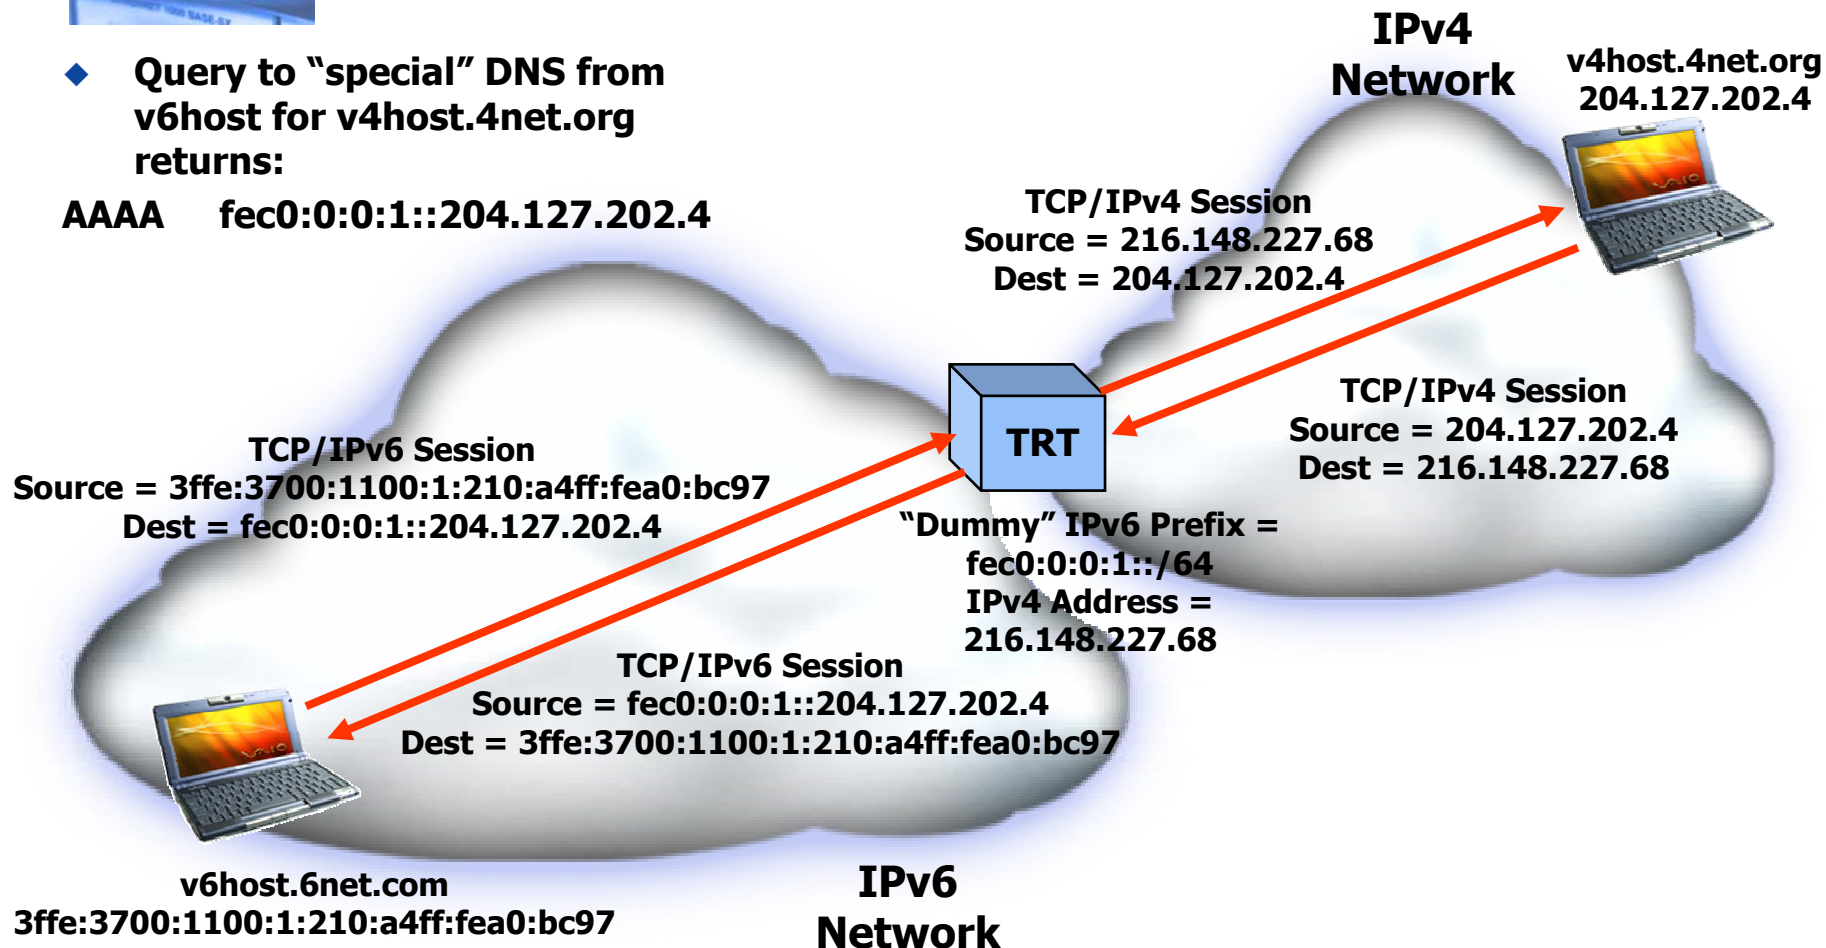 1000 BASE-SX
Query to “special” DNS from
v6host for v4host.4net.org
returns:
AAAA fec0:0:0:1::204.127.202.4
IPv4
Network
v4host.4net.org
204.127.202.4
TCP/IPv4 Session
Source = 216.148.227.68
Dest = 204.127.202.4
TCP/IPv4 Session
Source = 204.127.202.4
Dest = 216.148.227.68
TRT
TCP/IPv6 Session
Source = 3ffe:3700:1100:1:210:a4ff:fea0:bc97
Dest = fec0:0:0:1::204.127.202.4
“Dummy” IPv6 Prefix =
fec0:0:0:1::/64
IPv4 Address =
216.148.227.68
TCP/IPv6 Session
Source = fec0:0:0:1::204.127.202.4
Dest = 3ffe:3700:1100:1:210:a4ff:fea0:bc97
v6host.6net.com
3ffe:3700:1100:1:210:a4ff:fea0:bc97
IPv6
Network